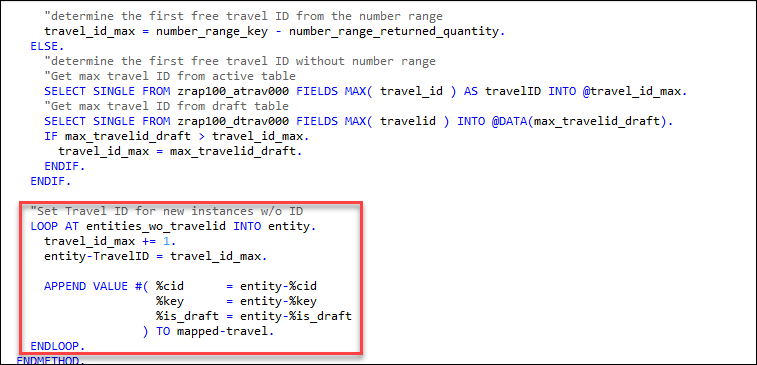 "determine the first free travel ID from the number range
travel_id_max = number_range_key - number_range_returned_quantity.
ELSE.
"determine the first free travel ID without number range
"Get max travel ID from active table
SELECT SINGLE FROM zrap100_atrav000 FIELDS MAX( travel_id ) AS travelID INTO @travel_id_max.
"Get max travel ID from draft table
SELECT SINGLE FROM zrap100_dtrav000 FIELDS MAX( travelid ) INTO @DATA(max_travelid_draft).
IF max_travelid_draft > travel_id_max.
travel_id_max = max_travelid_draft.
ENDIF.
ENDIF.
"Set Travel ID for new instances w/o ID
LOOP AT entities_wo_travelid INTO entity.
travel_id_max += 1.
entity-TravelID = travel_id_max.
APPEND VALUE #( %cid = entity-%cid
%key = entity-%key
%is_draft = entity-%is_draft
) TO mapped-travel.
ENDLOOP.
ENDMETHOD.